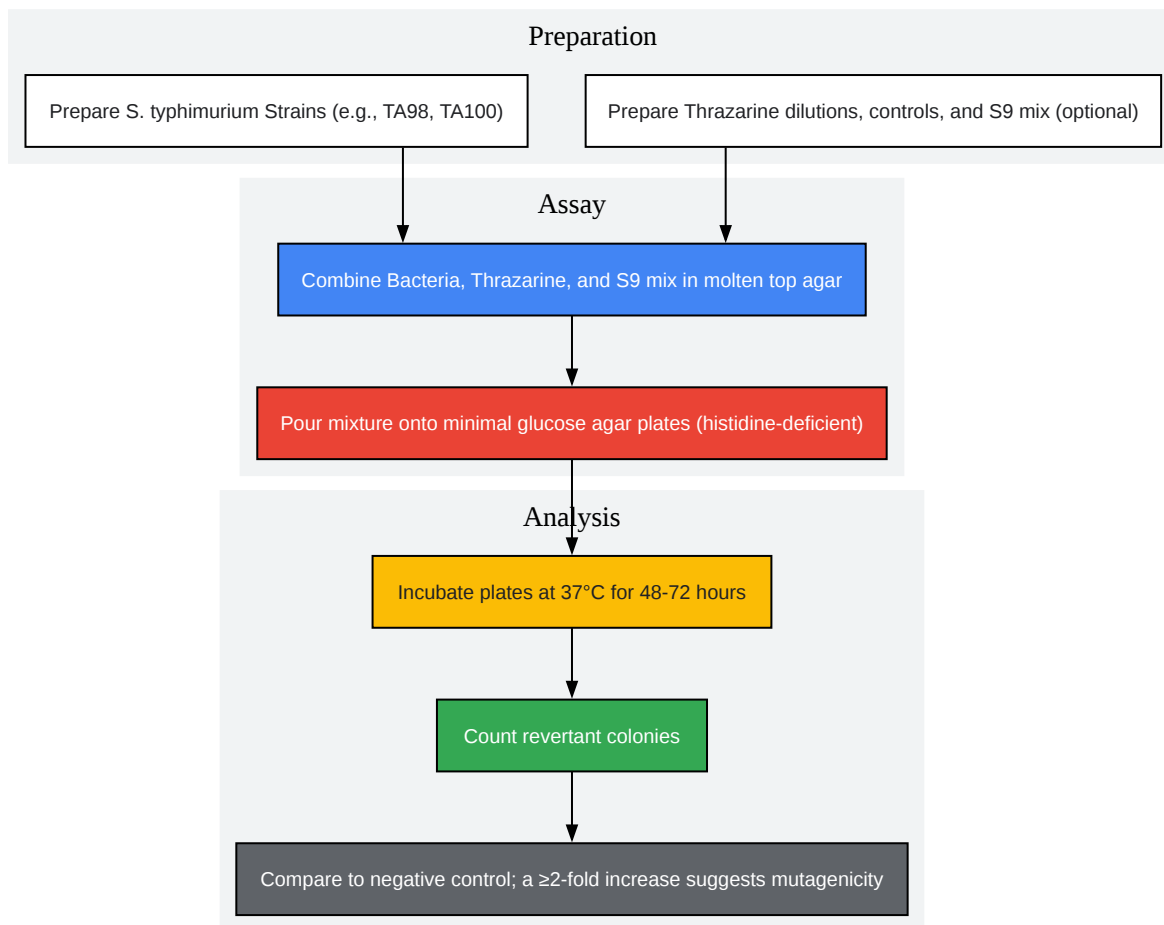 Preparation
Prepare S. typhimurium Strains (e.g., TA98, TA100)
Prepare Thrazarine dilutions, controls, and S9 mix (optional)
Assay
Combine Bacteria, Thrazarine, and S9 mix in molten top agar
Pour mixture onto minimal glucose agar plates (histidine-deficient)
Analysis
Incubate plates at 37°C for 48-72 hours
Count revertant colonies
Compare to negative control; a ≥2-fold increase suggests mutagenicity